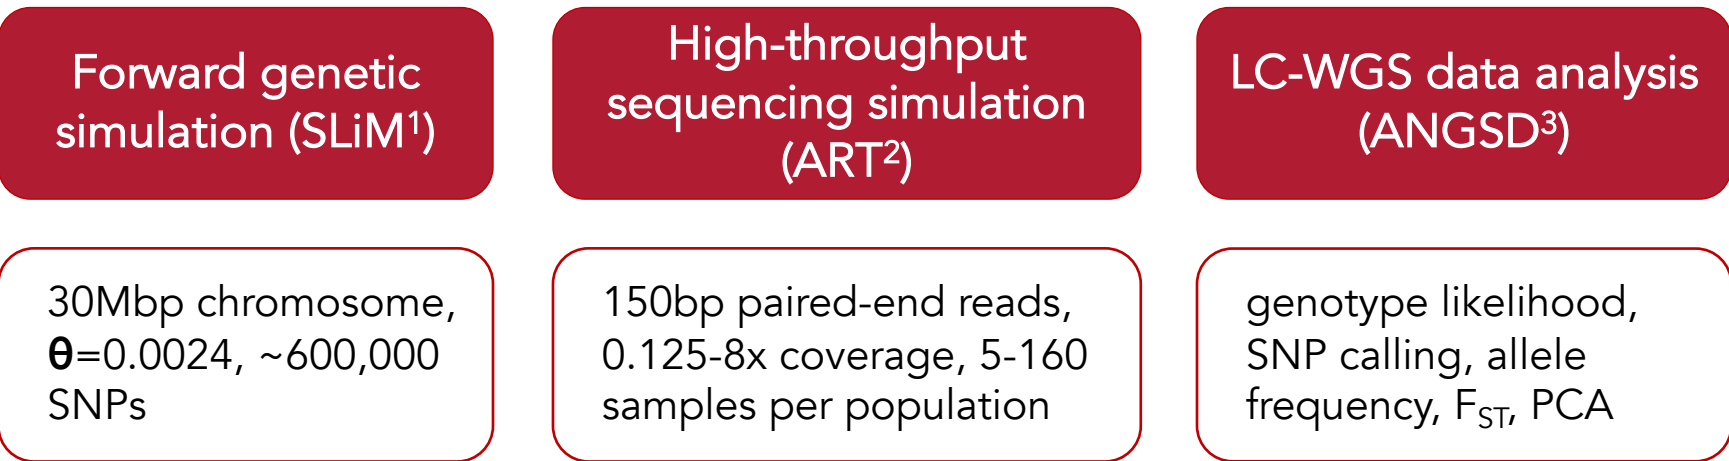 Forward genetic
simulation (SLiM¹)
High-throughput
sequencing simulation
(ART²)
LC-WGS data analysis
(ANGSD³)
30Mbp chromosome,
θ=0.0024, ~600,000
SNPs
150bp paired-end reads,
0.125-8x coverage, 5-160
samples per population
genotype likelihood,
SNP calling, allele
frequency, FST, PCA